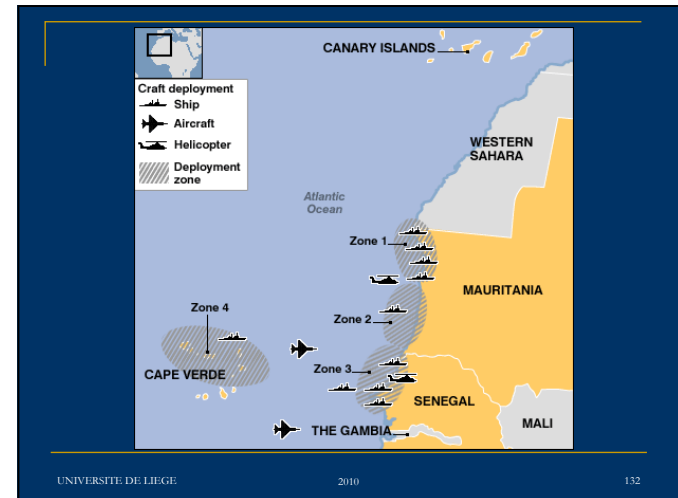 CANARY ISLANDS
Craft deployment
Ship
Aircraft
Helicopter
Deployment
zone
WESTERN
SAHARA
Atlantic
Ocean
Zone 1
MAURITANIA
Zone 4
Zone 2
Zone 3
CAPE VERDE
SENEGAL
MALI
THE GAMBIA
UNIVERSITE DE LIEGE
2010
132